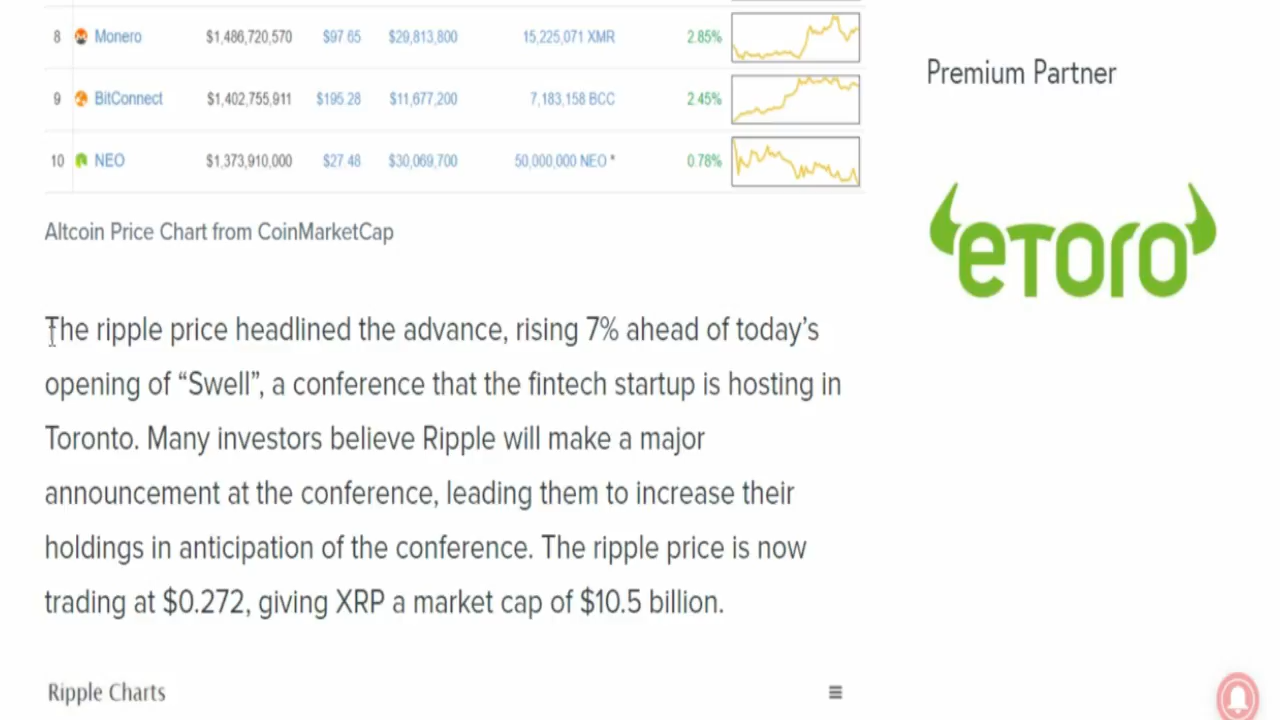 8 Monero $1,486,720,570 $97.65 $29,813,800 15,225,071 XMR 2.85%
9 BitConnect $1,402,755,911 $195.28 $11,677,200 7,183,158 BCC 2.45%
10 NEO $1,373,910,000 $27.48 $30,069,700 50,000,000 NEO * 0.78%
Altcoin Price Chart from CoinMarketCap
The ripple price headlined the advance, rising 7% ahead of today’s
opening of “Swell”, a conference that the fintech startup is hosting in
Toronto. Many investors believe Ripple will make a major
announcement at the conference, leading them to increase their
holdings in anticipation of the conference. The ripple price is now
trading at $0.272, giving XRP a market cap of $10.5 billion.
Ripple Charts
Premium Partner
eToro